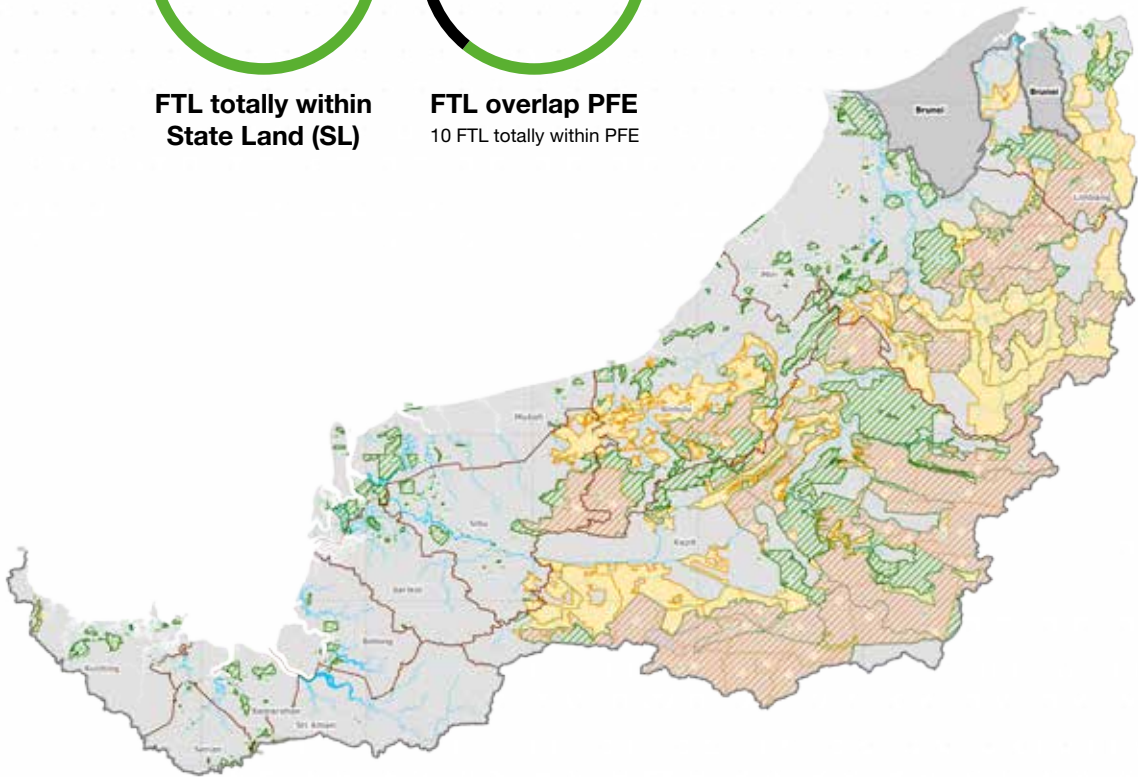 FTL totally within
State Land (SL)
FTL overlap PFE
10 FTL totally within PFE
Brunei
Brunei
Limbang
Miri
Bintulu
Mukah
Sibu
Kapit
Sarikei
Betong
Kuching
Samarahan
Sri Aman
Serian